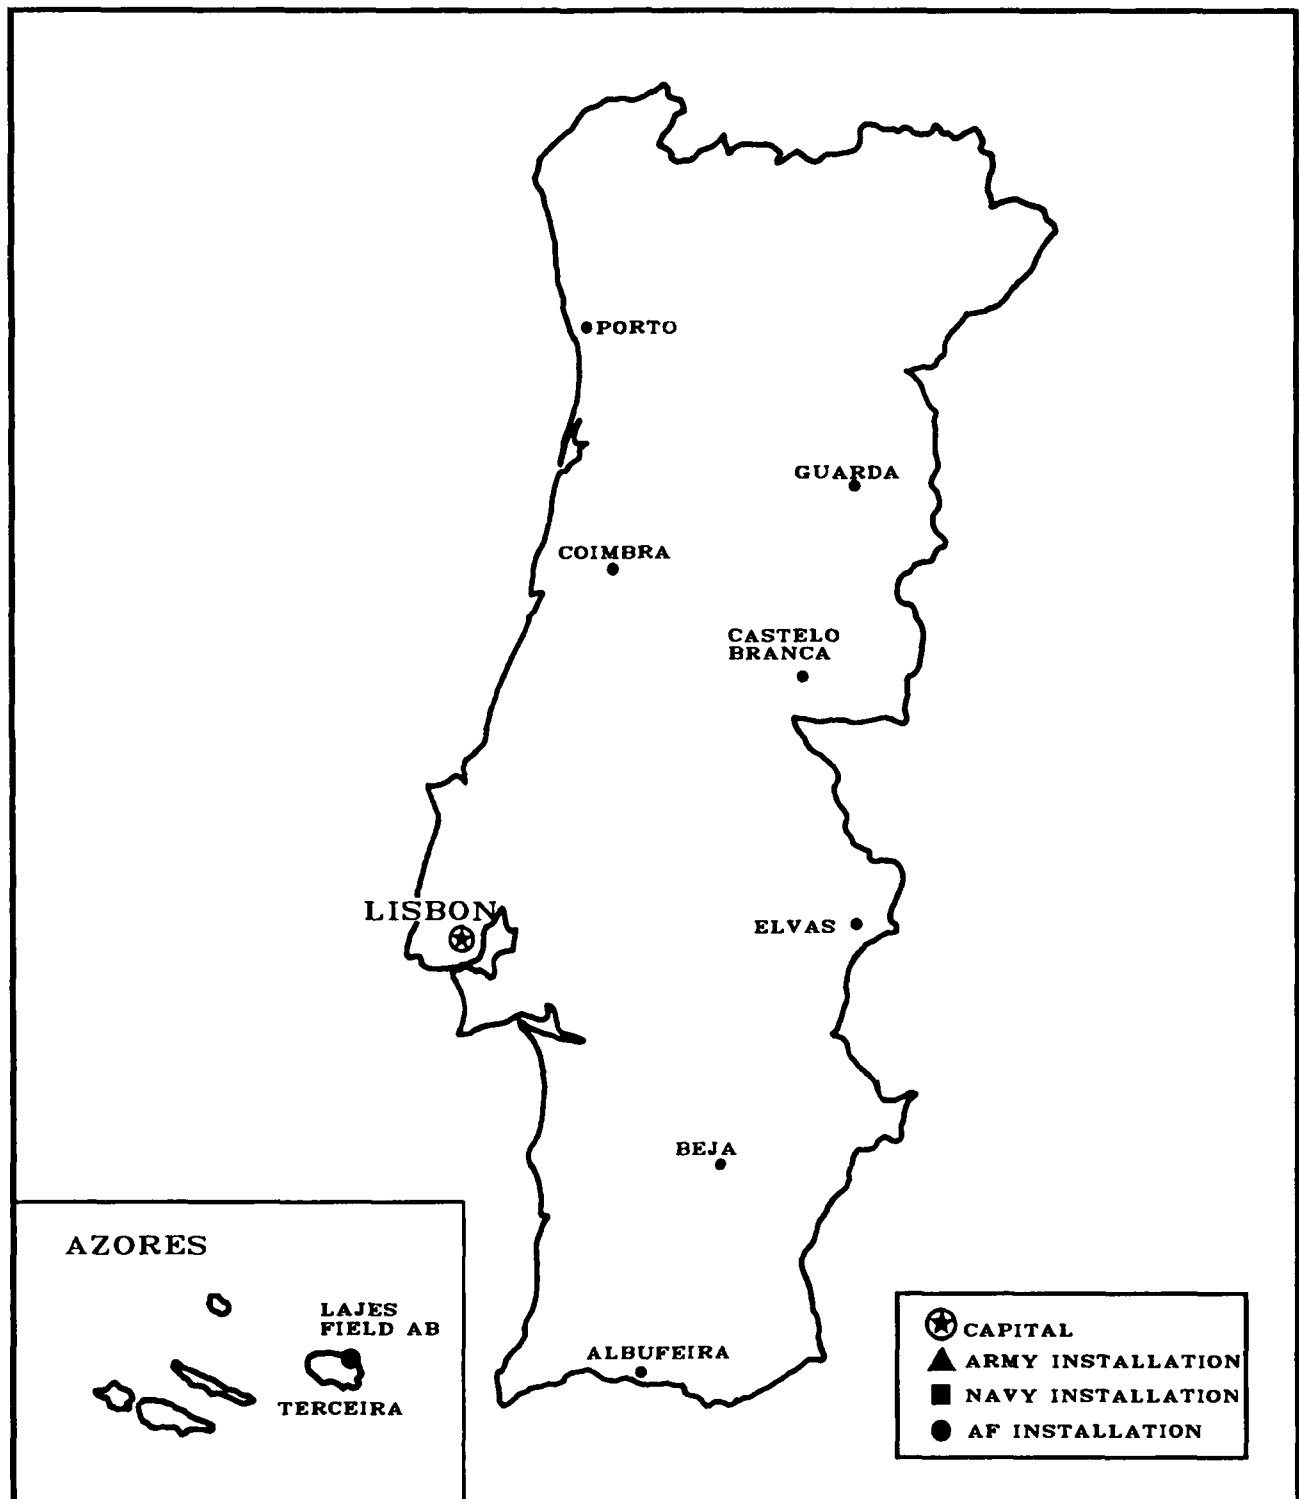 PORTO
GUARDA
COIMBRA
CASTELO
BRANCA
LISBON
ELVAS
BEJA
AZORES
LAJES
FIELD AB
TERCEIRA
ALBUFEIRA
CAPITAL
ARMY INSTALLATION
NAVY INSTALLATION
AF INSTALLATION